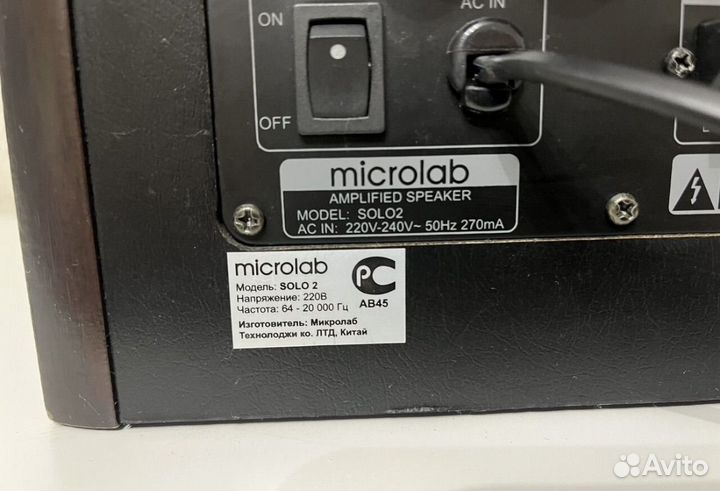 AC IN
ON
OFF
microlab
AMPLIFIED SPEAKER
MODEL: SOLO2
AC IN: 220V-240V~ 50Hz 270mA
microlab
Модель: SOLO 2
Напряжение: 220В
Частота: 64 - 20 000 Гц
Изготовитель: Микролаб
Технолоджи ко. ЛТД, Китай
РС
АВ45
Avito